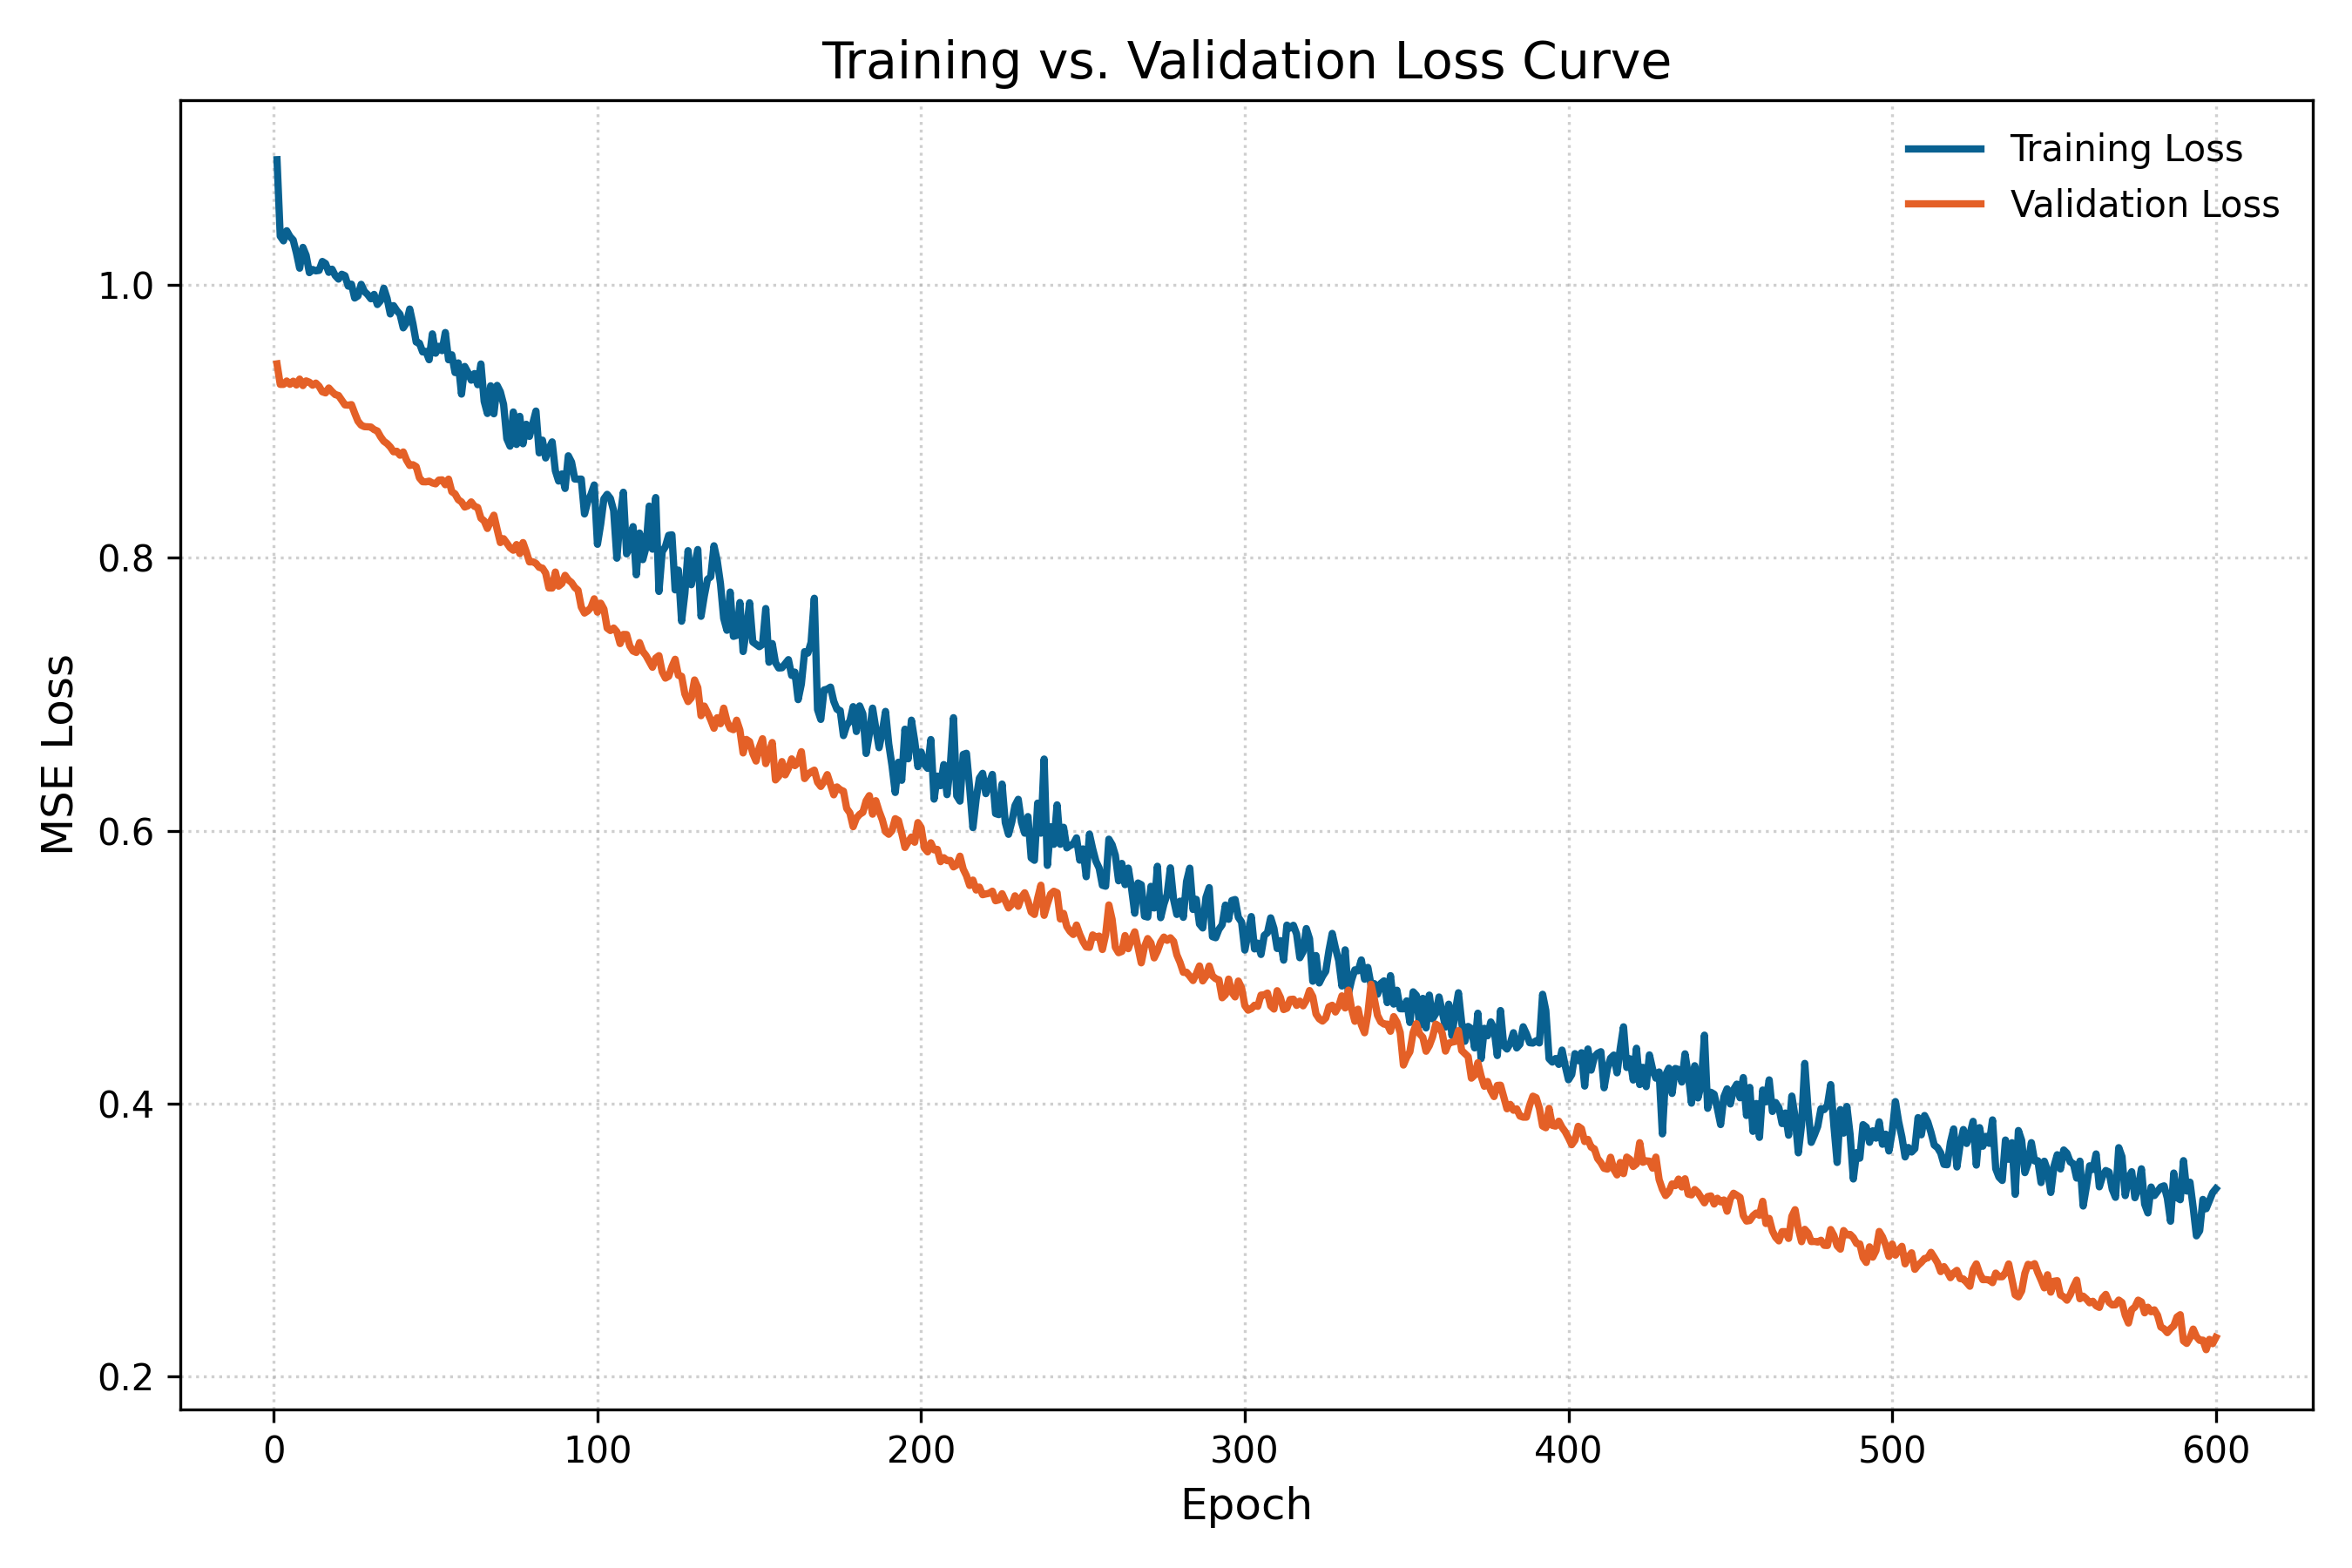 Training vs. Validation Loss Curve
Training Loss
Validation Loss
MSE Loss
1.0
0.8
0.6
0.4
0.2
0 100 200 300 400 500 600
Epoch